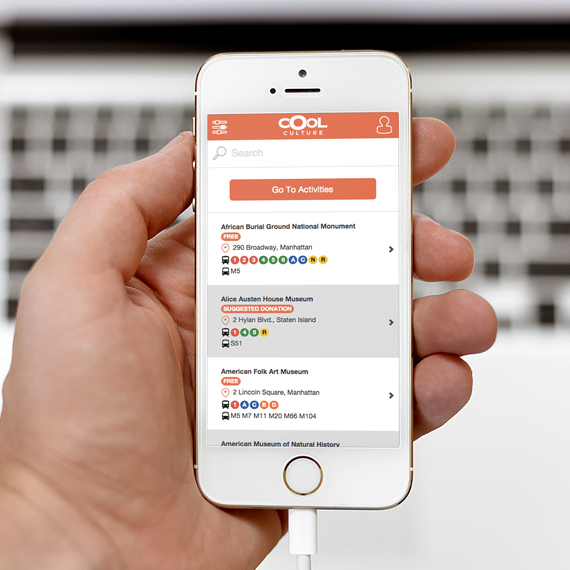 COOL
CULTURE
Search
Go To Activities
African Burial Ground National Monument
FREE
290 Broadway, Manhattan
1 2 3 4 5 6 A C N R
M5
Alice Austen House Museum
SUGGESTED DONATION
2 Hylan Blvd., Staten Island
1 4 5 R
S51
American Folk Art Museum
FREE
2 Lincoln Square, Manhattan
1 A C B D
M5 M7 M11 M20 M66 M104
American Museum of Natural History